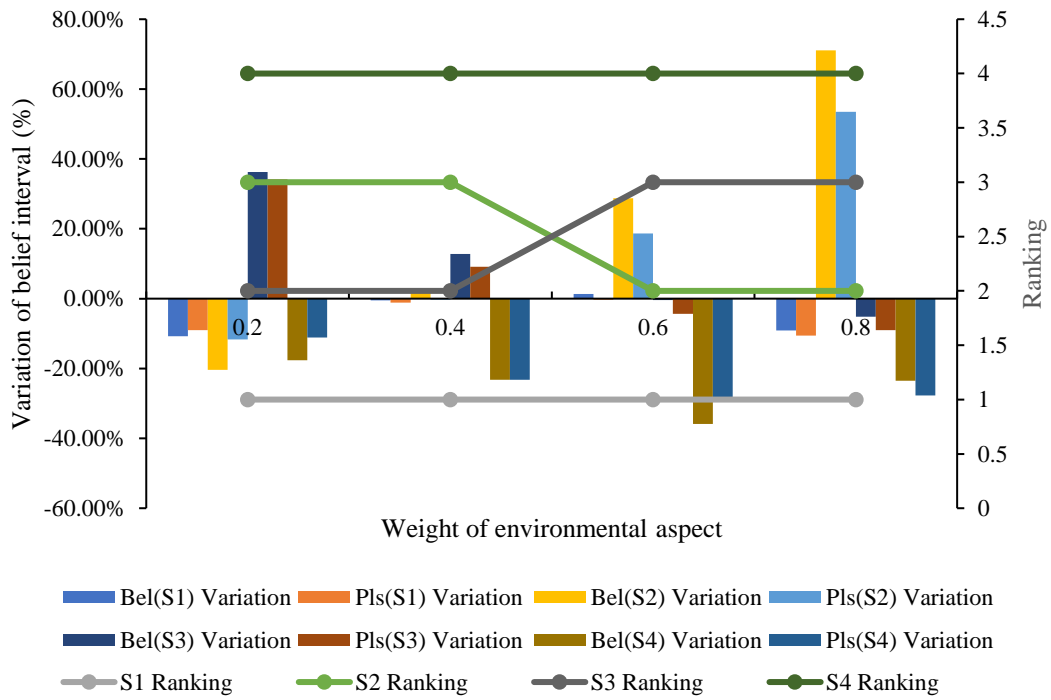 80.00%
60.00%
40.00%
20.00%
0.00%
-20.00%
-40.00%
-60.00%
Variation of belief interval (%)
0.2 0.4 0.6 0.8
4.5
4
3.5
3
2.5
2
1.5
1
0.5
0
Ranking
Weight of environmental aspect
Bel(S1) Variation Pls(S1) Variation Bel(S2) Variation Pls(S2) Variation
Bel(S3) Variation Pls(S3) Variation Bel(S4) Variation Pls(S4) Variation
S1 Ranking S2 Ranking S3 Ranking S4 Ranking